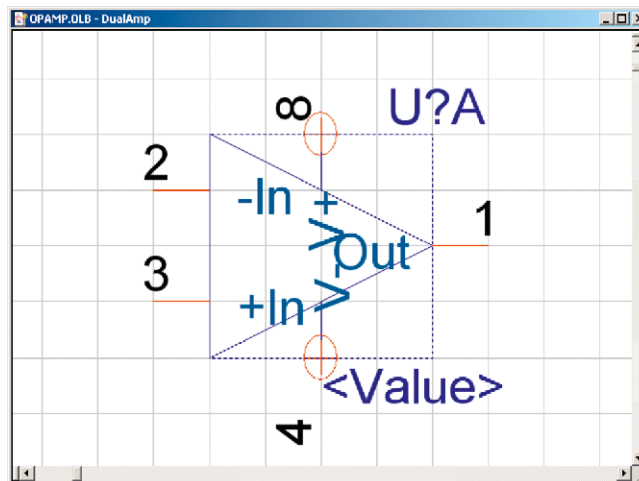 OPAMP.OLB - DualAmp
8
U?A
2
-In
V+
1
Out
3
V-
+In
<Value>
4